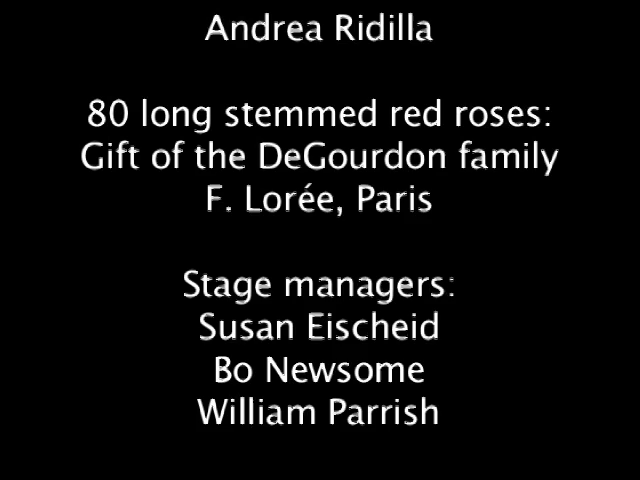 Andrea Ridilla
80 long stemmed red roses:
Gift of the DeGourdon family
F. Lorée, Paris
Stage managers:
Susan Eischeid
Bo Newsome
William Parrish